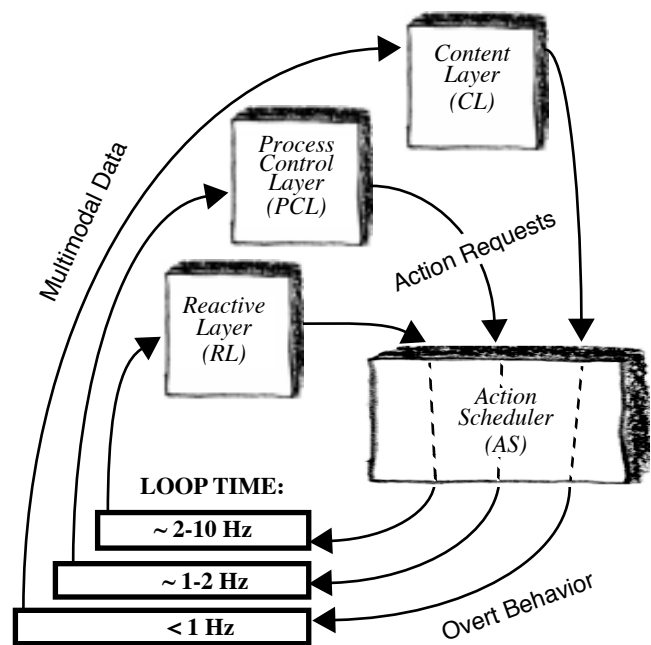 Content
Layer
(CL)
Process
Control
Layer
(PCL)
Multimodal Data
Action Requests
Reactive
Layer
(RL)
Action
Scheduler
(AS)
LOOP TIME:
~ 2-10 Hz
~ 1-2 Hz
< 1 Hz
Overt Behavior